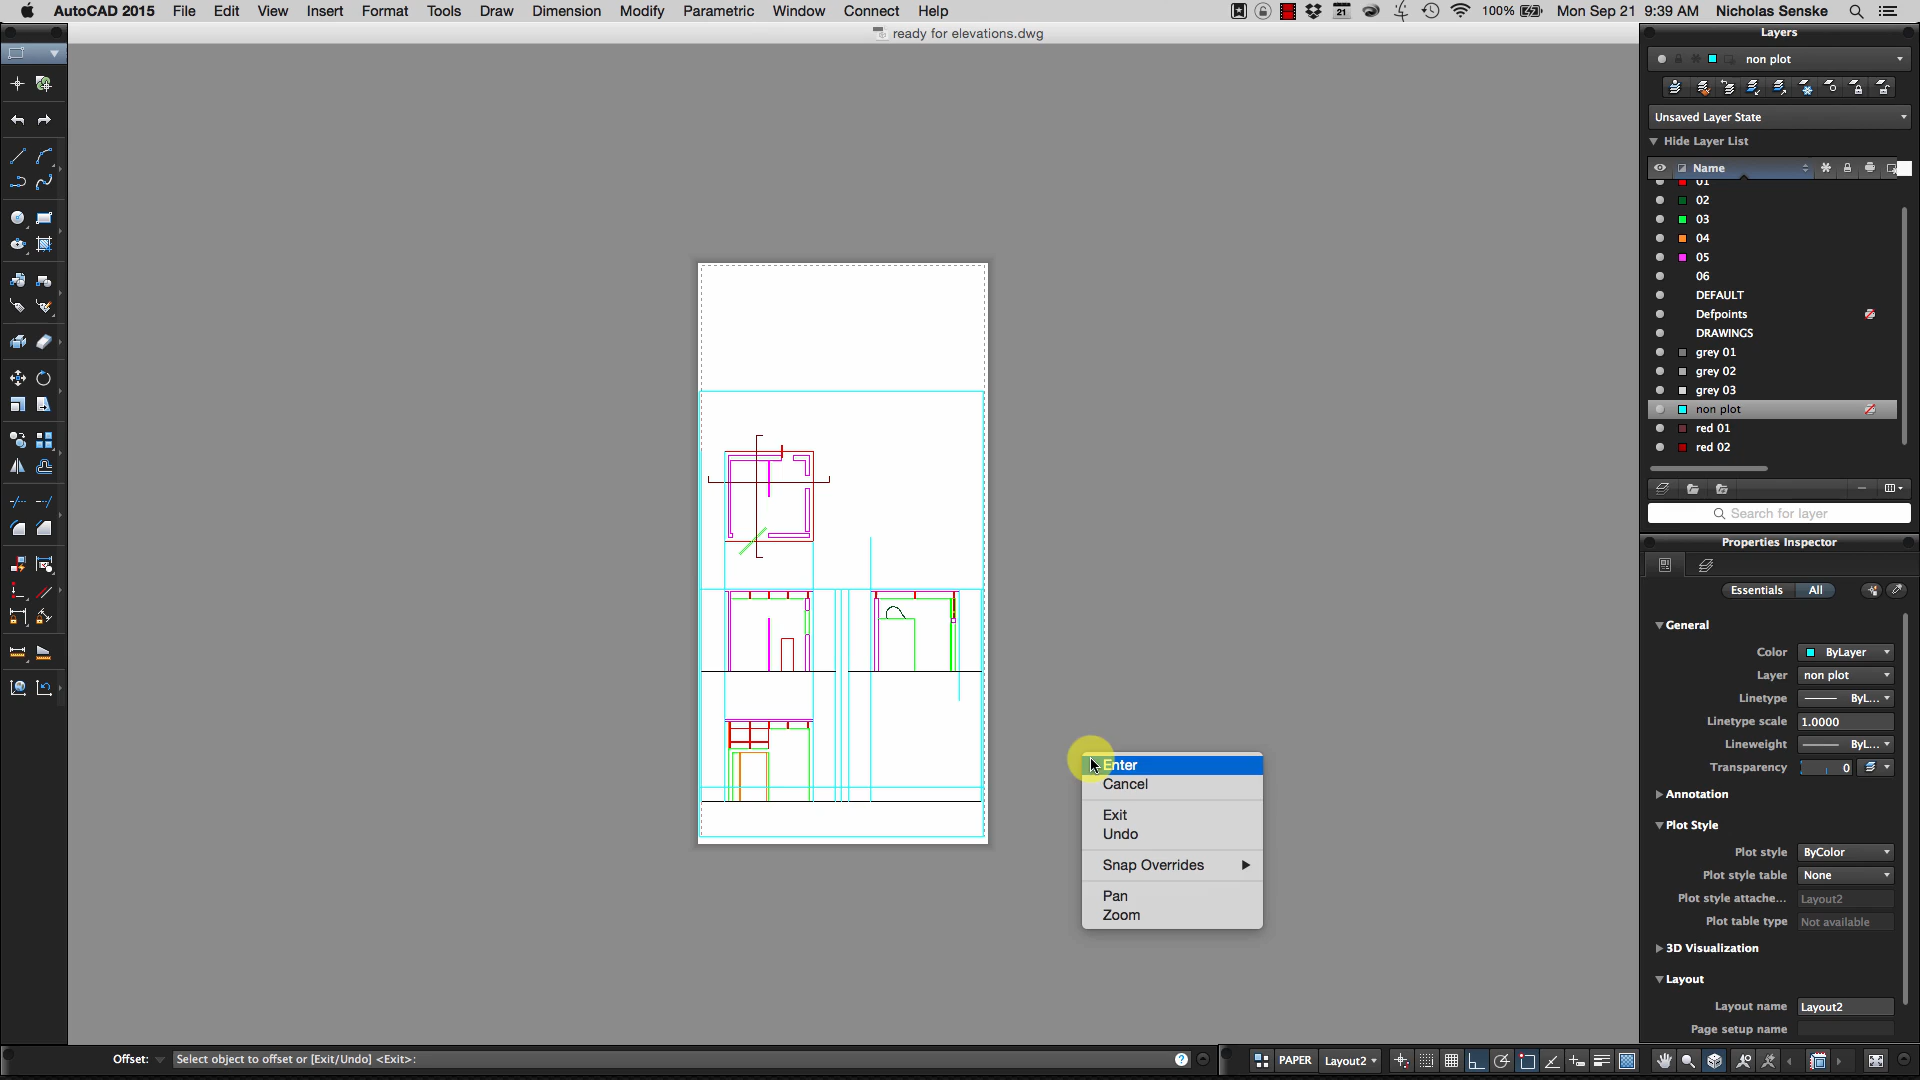 AutoCAD 2015 File Edit View Insert Format Tools Draw Dimension Modify Parametric Window Connect Help 21 100% Mon Sep 21 9:39 AM Nicholas Senske
ready for elevations.dwg
Layers
non plot
Unsaved Layer State
Hide Layer List
Name
01
02
03
04
05
06
DEFAULT
Defpoints
DRAWINGS
grey 01
grey 02
grey 03
non plot
red 01
red 02
Search for layer
Properties Inspector
Essentials All
General
Color ByLayer
Layer non plot
Linetype ByL...
Linetype scale 1.0000
Lineweight ByL...
Transparency 0
Annotation
Plot Style
Plot style ByColor
Plot style table None
Plot style attache... Layout2
Plot table type Not available
3D Visualization
Layout
Layout name Layout2
Page setup name
Enter
Cancel
Exit
Undo
Snap Overrides
Pan
Zoom
Offset: Select object to offset or [Exit/Undo] <Exit>: ? PAPER Layout2